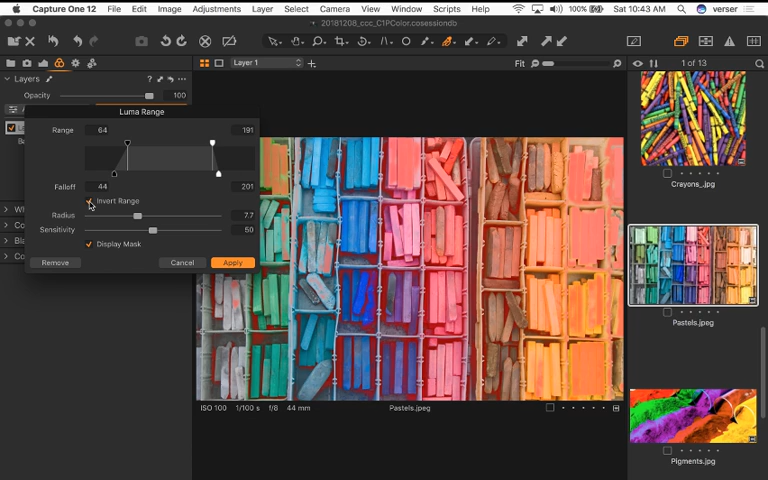 Capture One 12 File Edit Image Adjustments Layer Select Camera View Window Scripts Help 100% Sat 10:43 AM verser
20181208_ccc_C1PColor.cosessiondb
Layers
Layer 1
Fit
1 of 13
Opacity 100
Luma Range
Range 64 191
Falloff 44 201
Invert Range
Radius 7.7
Sensitivity 50
Display Mask
Remove Cancel Apply
Crayons_.jpg
Pastels.jpeg
ISO 100 1/100 s f/8 44 mm Pastels.jpeg
Pigments.jpeg